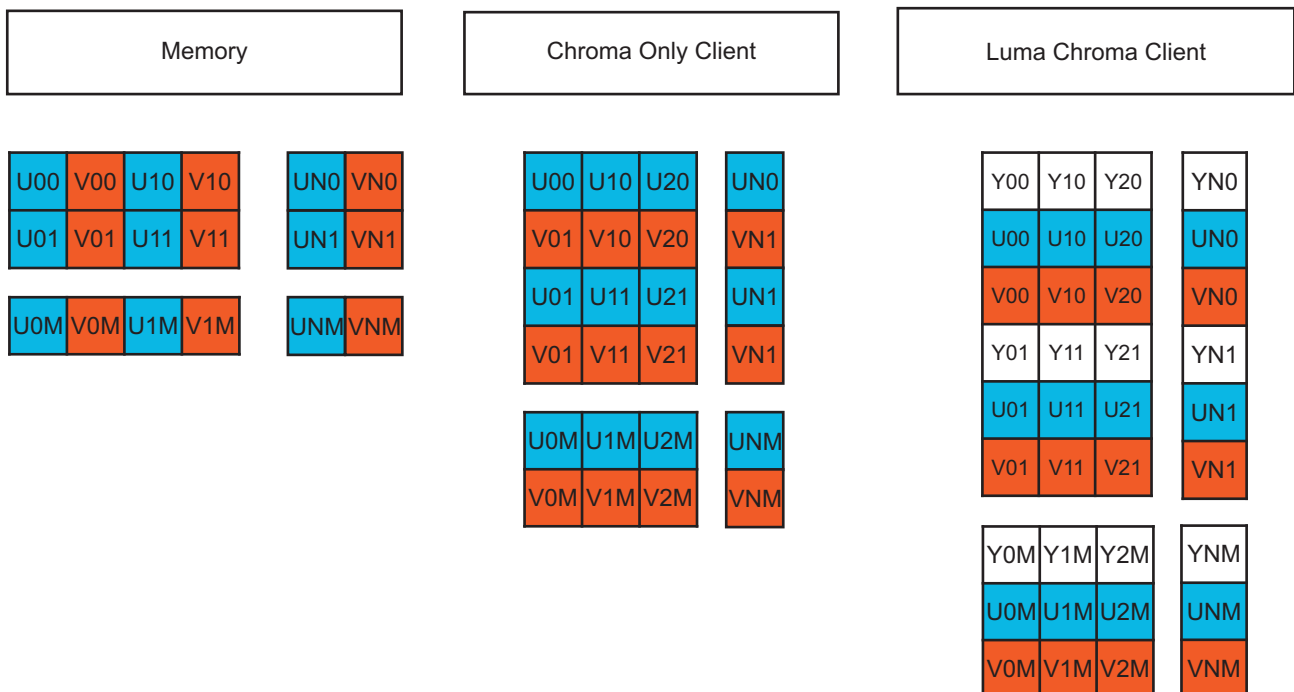 Memory
U00 V00 U10 V10 UN0 VN0
U01 V01 U11 V11 UN1 VN1
U0M V0M U1M V1M UNM VNM
Chroma Only Client
U00 U10 U20 UN0
V01 V10 V20 VN1
U01 U11 U21 UN1
V01 V11 V21 VN1
U0M U1M U2M UNM
V0M V1M V2M VNM
Luma Chroma Client
Y00 Y10 Y20 YN0
U00 U10 U20 UN0
V00 V10 V20 VN0
Y01 Y11 Y21 YN1
U01 U11 U21 UN1
V01 V11 V21 VN1
Y0M Y1M Y2M YNM
U0M U1M U2M UNM
V0M V1M V2M VNM